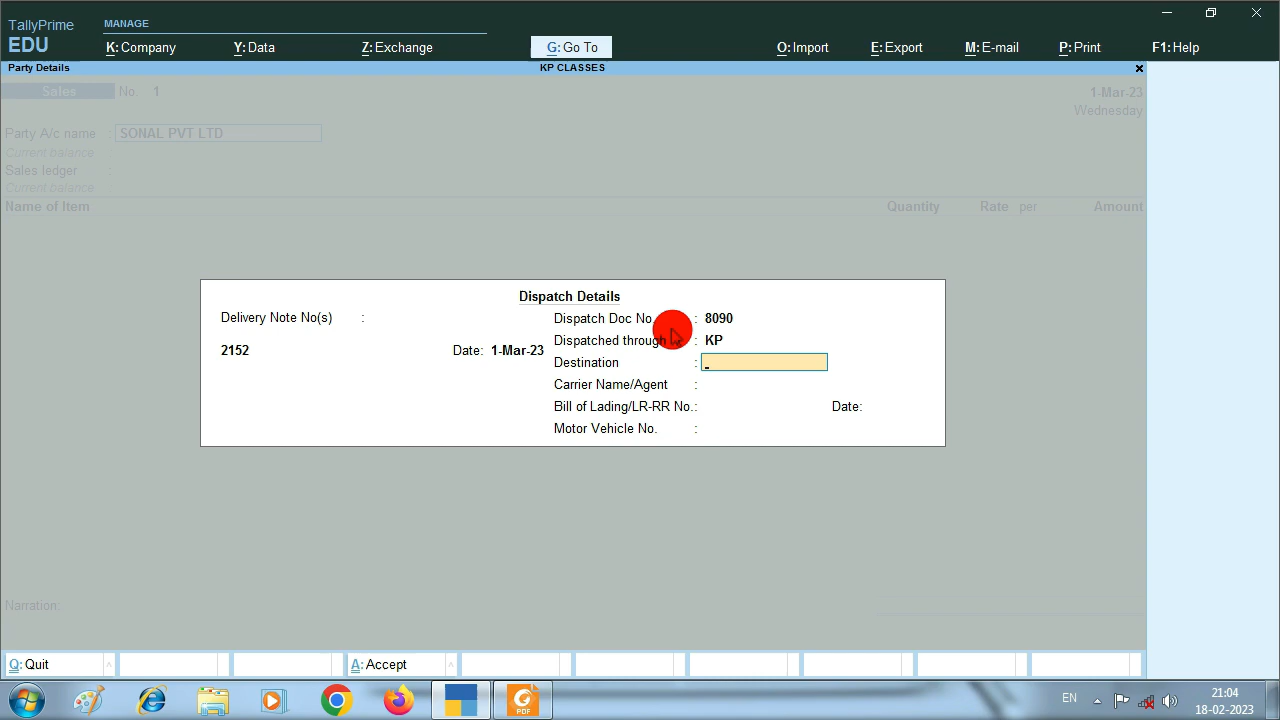 TallyPrime
EDU
MANAGE
K: Company
Y: Data
Z: Exchange
G: Go To
O: Import
E: Export
M: E-mail
P: Print
F1: Help
Party Details
KP CLASSES
Sales
No. 1
1-Mar-23
Wednesday
Party A/c name : SONAL PVT LTD
Current balance :
Sales ledger :
Current balance :
Name of Item
Quantity
Rate per
Amount
Dispatch Details
Delivery Note No(s) :
2152
Date: 1-Mar-23
Dispatch Doc No. : 8090
Dispatched through : KP
Destination :
Carrier Name/Agent :
Bill of Lading/LR-RR No.:
Date:
Motor Vehicle No. :
Narration:
Q: Quit
A: Accept
PDF
EN
21:04
18-02-2023